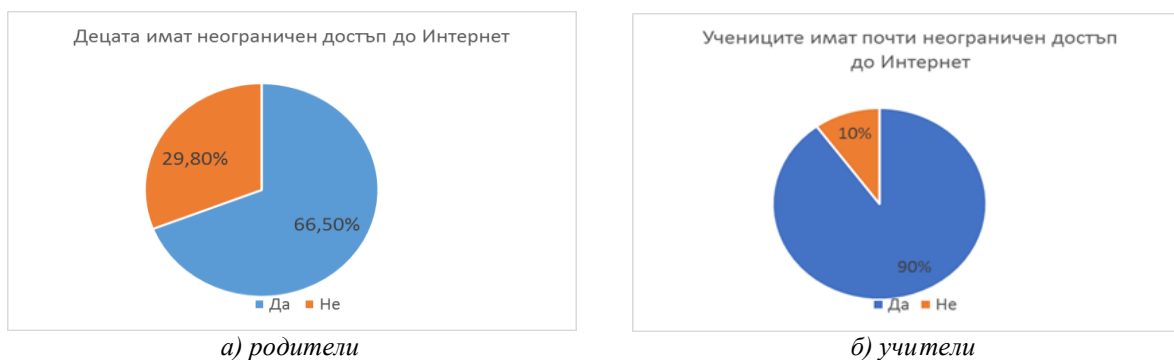 Децата имат неограничен достъп до Интернет
29,80%
66,50%
Да Не
а) родители
Учениците имат почти неограничен достъп
до Интернет
10%
90%
Да Не
б) учители